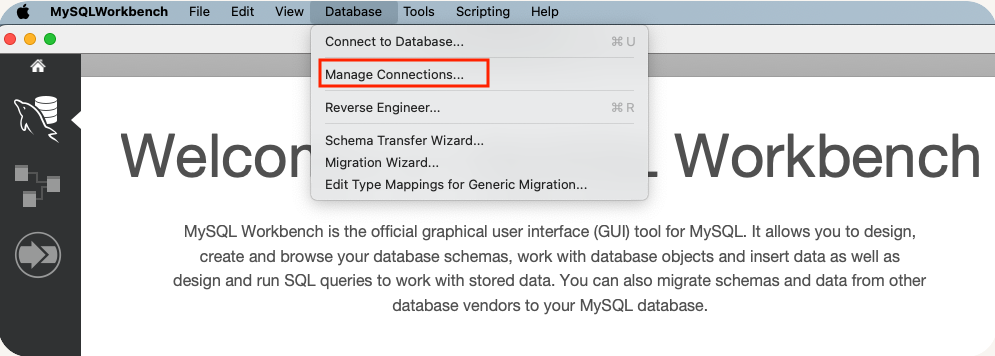 MySQLWorkbench File Edit View Database Tools Scripting Help
Connect to Database... ⌘ U
Manage Connections...
Reverse Engineer... ⌘ R
Schema Transfer Wizard...
Migration Wizard...
Edit Type Mappings for Generic Migration...
Workbench
MySQL Workbench is the official graphical user interface (GUI) tool for MySQL. It allows you to design,
create and browse your database schemas, work with database objects and insert data as well as
design and run SQL queries to work with stored data. You can also migrate schemas and data from other
database vendors to your MySQL database.